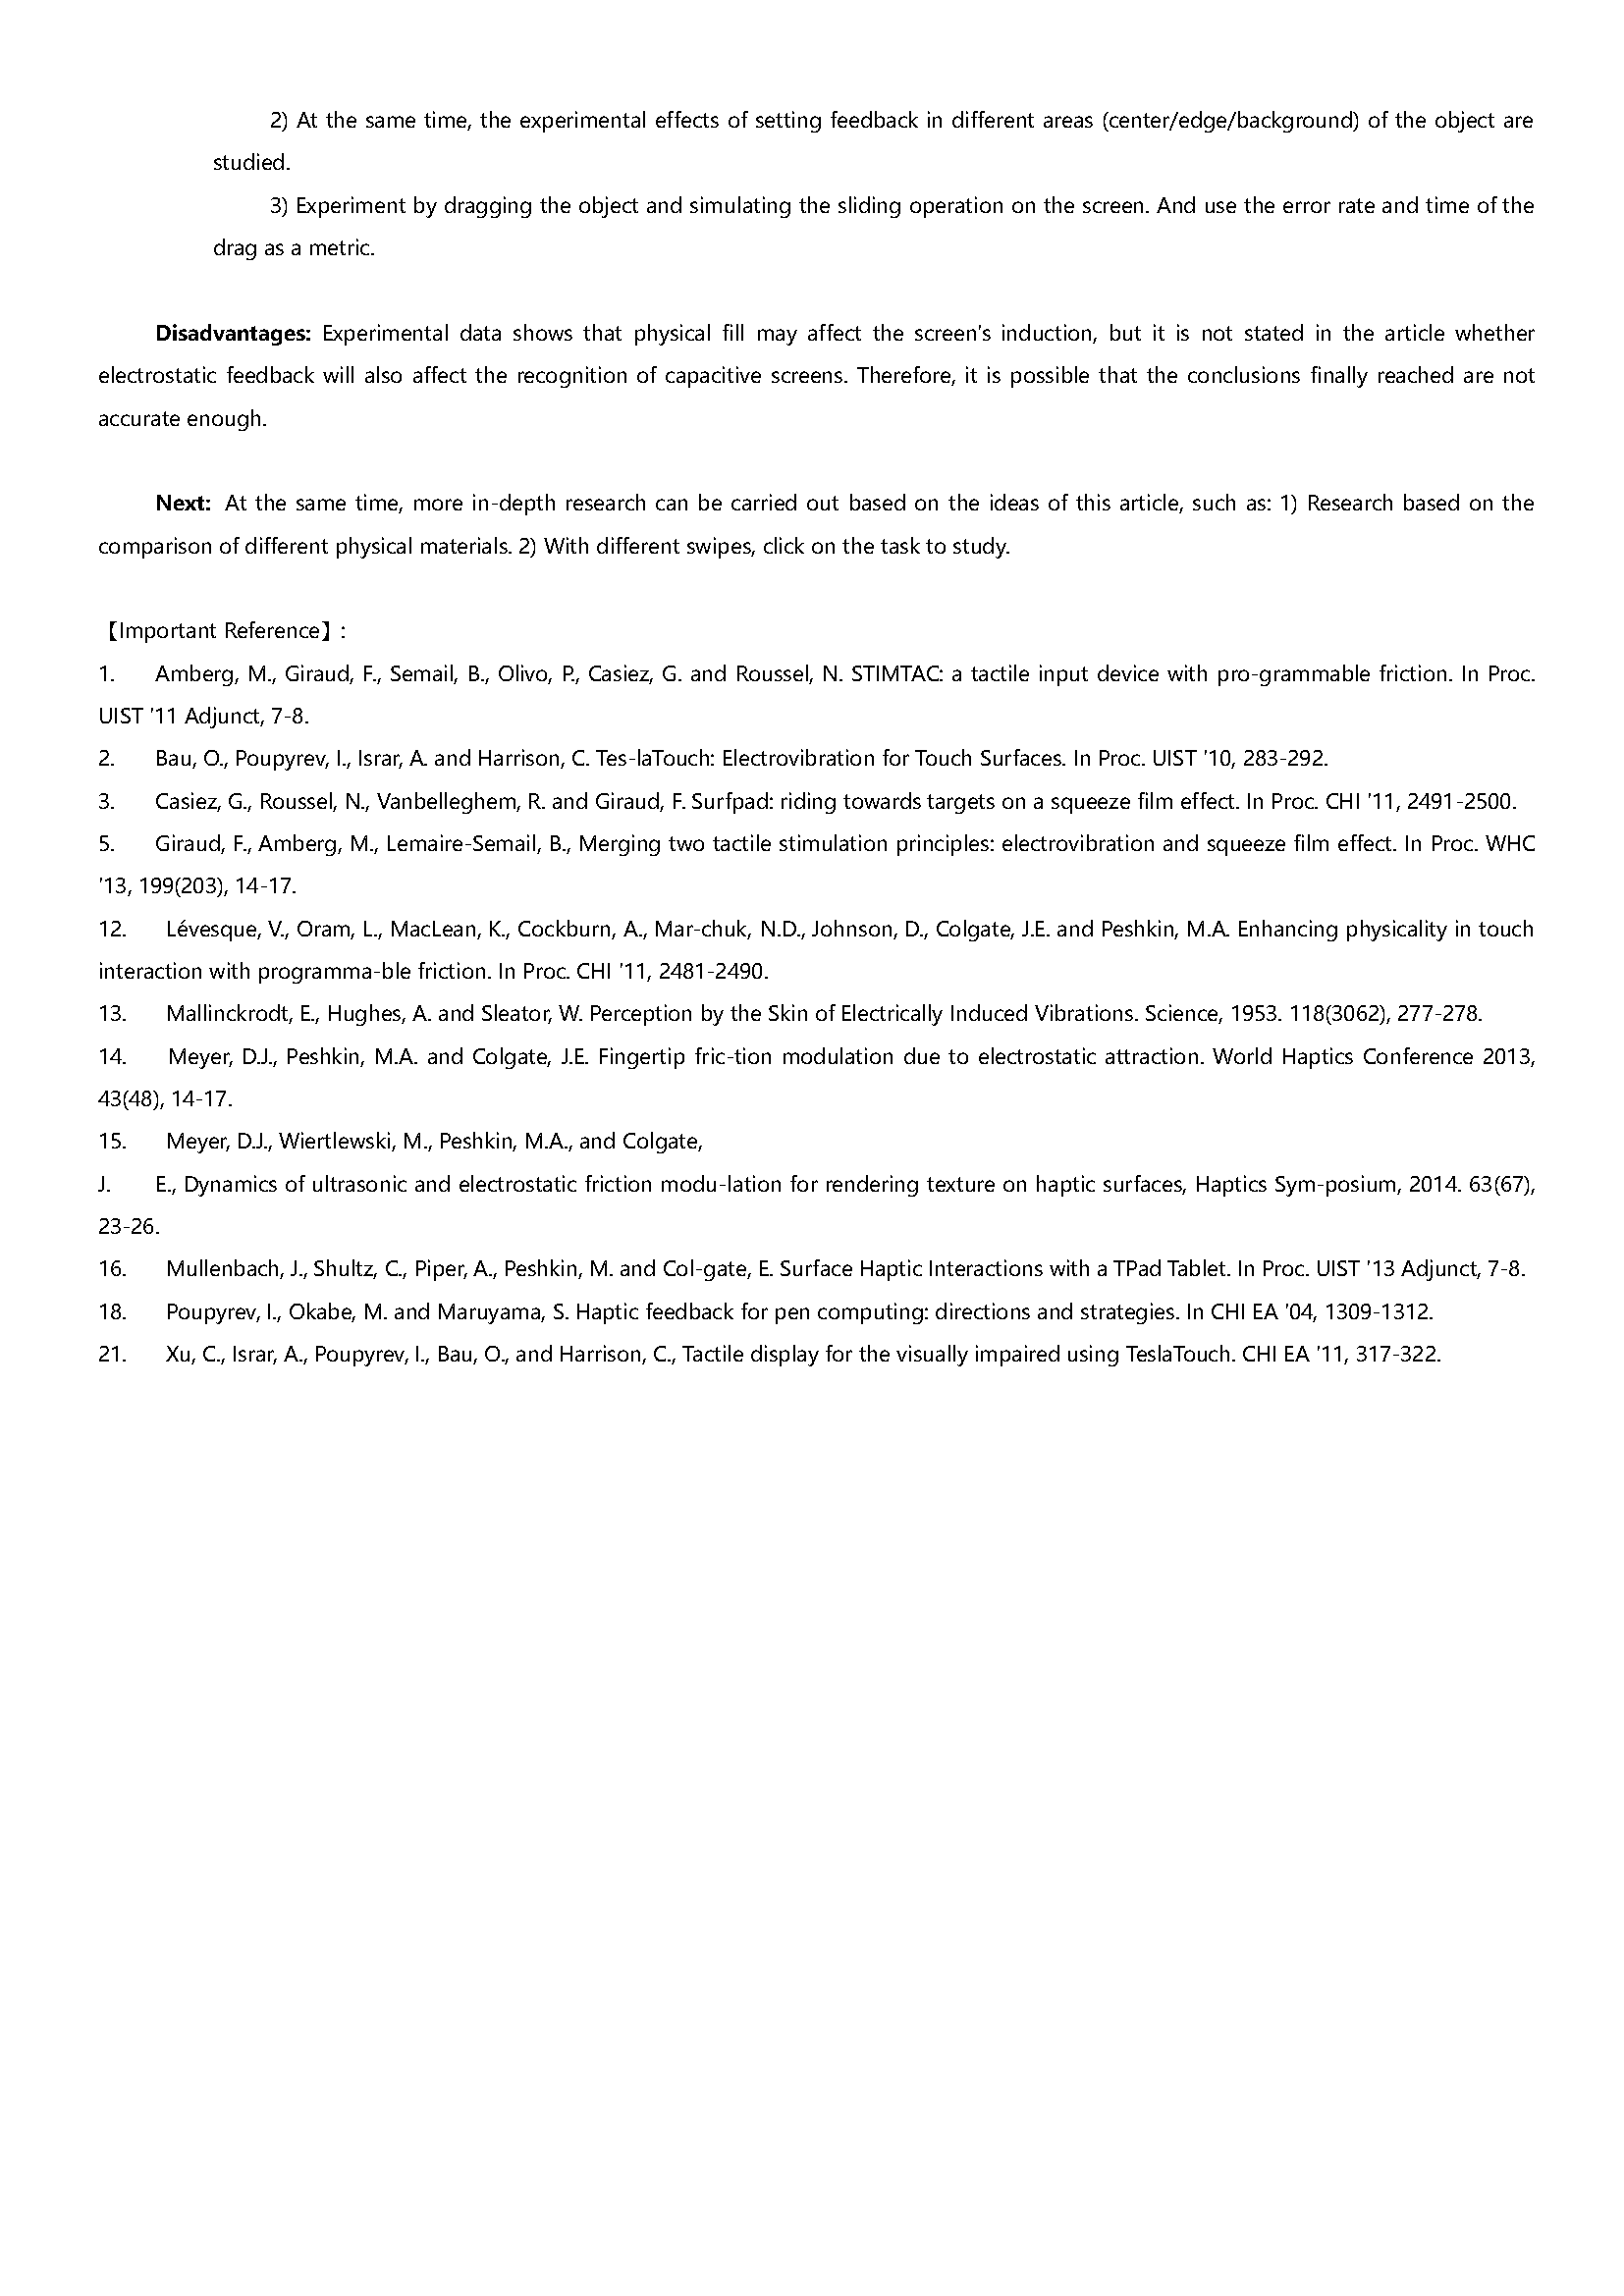 2) At the same time, the experimental effects of setting feedback in different areas (center/edge/background) of the object are
studied.
3) Experiment by dragging the object and simulating the sliding operation on the screen. And use the error rate and time of the
drag as a metric.
Disadvantages: Experimental data shows that physical fill may affect the screen's induction, but it is not stated in the article whether
electrostatic feedback will also affect the recognition of capacitive screens. Therefore, it is possible that the conclusions finally reached are not
accurate enough.
Next: At the same time, more in-depth research can be carried out based on the ideas of this article, such as: 1) Research based on the
comparison of different physical materials. 2) With different swipes, click on the task to study.
【Important Reference】:
1. Amberg, M., Giraud, F., Semail, B., Olivo, P., Casiez, G. and Roussel, N. STIMTAC: a tactile input device with pro-grammable friction. In Proc.
UIST '11 Adjunct, 7-8.
2. Bau, O., Poupyrev, I., Israr, A. and Harrison, C. Tes-laTouch: Electrovibration for Touch Surfaces. In Proc. UIST '10, 283-292.
3. Casiez, G., Roussel, N., Vanbelleghem, R. and Giraud, F. Surfpad: riding towards targets on a squeeze film effect. In Proc. CHI '11, 2491-2500.
5. Giraud, F., Amberg, M., Lemaire-Semail, B., Merging two tactile stimulation principles: electrovibration and squeeze film effect. In Proc. WHC
'13, 199(203), 14-17.
12. Lévesque, V., Oram, L., MacLean, K., Cockburn, A., Mar-chuk, N.D., Johnson, D., Colgate, J.E. and Peshkin, M.A. Enhancing physicality in touch
interaction with programma-ble friction. In Proc. CHI '11, 2481-2490.
13. Mallinckrodt, E., Hughes, A. and Sleator, W. Perception by the Skin of Electrically Induced Vibrations. Science, 1953. 118(3062), 277-278.
14. Meyer, D.J., Peshkin, M.A. and Colgate, J.E. Fingertip fric-tion modulation due to electrostatic attraction. World Haptics Conference 2013,
43(48), 14-17.
15. Meyer, D.J., Wiertlewski, M., Peshkin, M.A., and Colgate,
J. E., Dynamics of ultrasonic and electrostatic friction modu-lation for rendering texture on haptic surfaces, Haptics Sym-posium, 2014. 63(67),
23-26.
16. Mullenbach, J., Shultz, C., Piper, A., Peshkin, M. and Col-gate, E. Surface Haptic Interactions with a TPad Tablet. In Proc. UIST '13 Adjunct, 7-8.
18. Poupyrev, I., Okabe, M. and Maruyama, S. Haptic feedback for pen computing: directions and strategies. In CHI EA '04, 1309-1312.
21. Xu, C., Israr, A., Poupyrev, I., Bau, O., and Harrison, C., Tactile display for the visually impaired using TeslaTouch. CHI EA '11, 317-322.